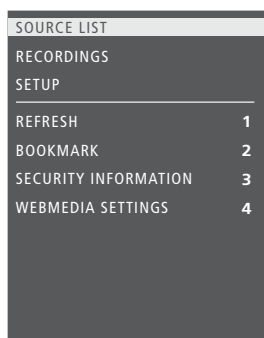 SOURCE LIST
RECORDINGS
SETUP
REFRESH 1
BOOKMARK 2
SECURITY INFORMATION 3
WEBMEDIA SETTINGS 4